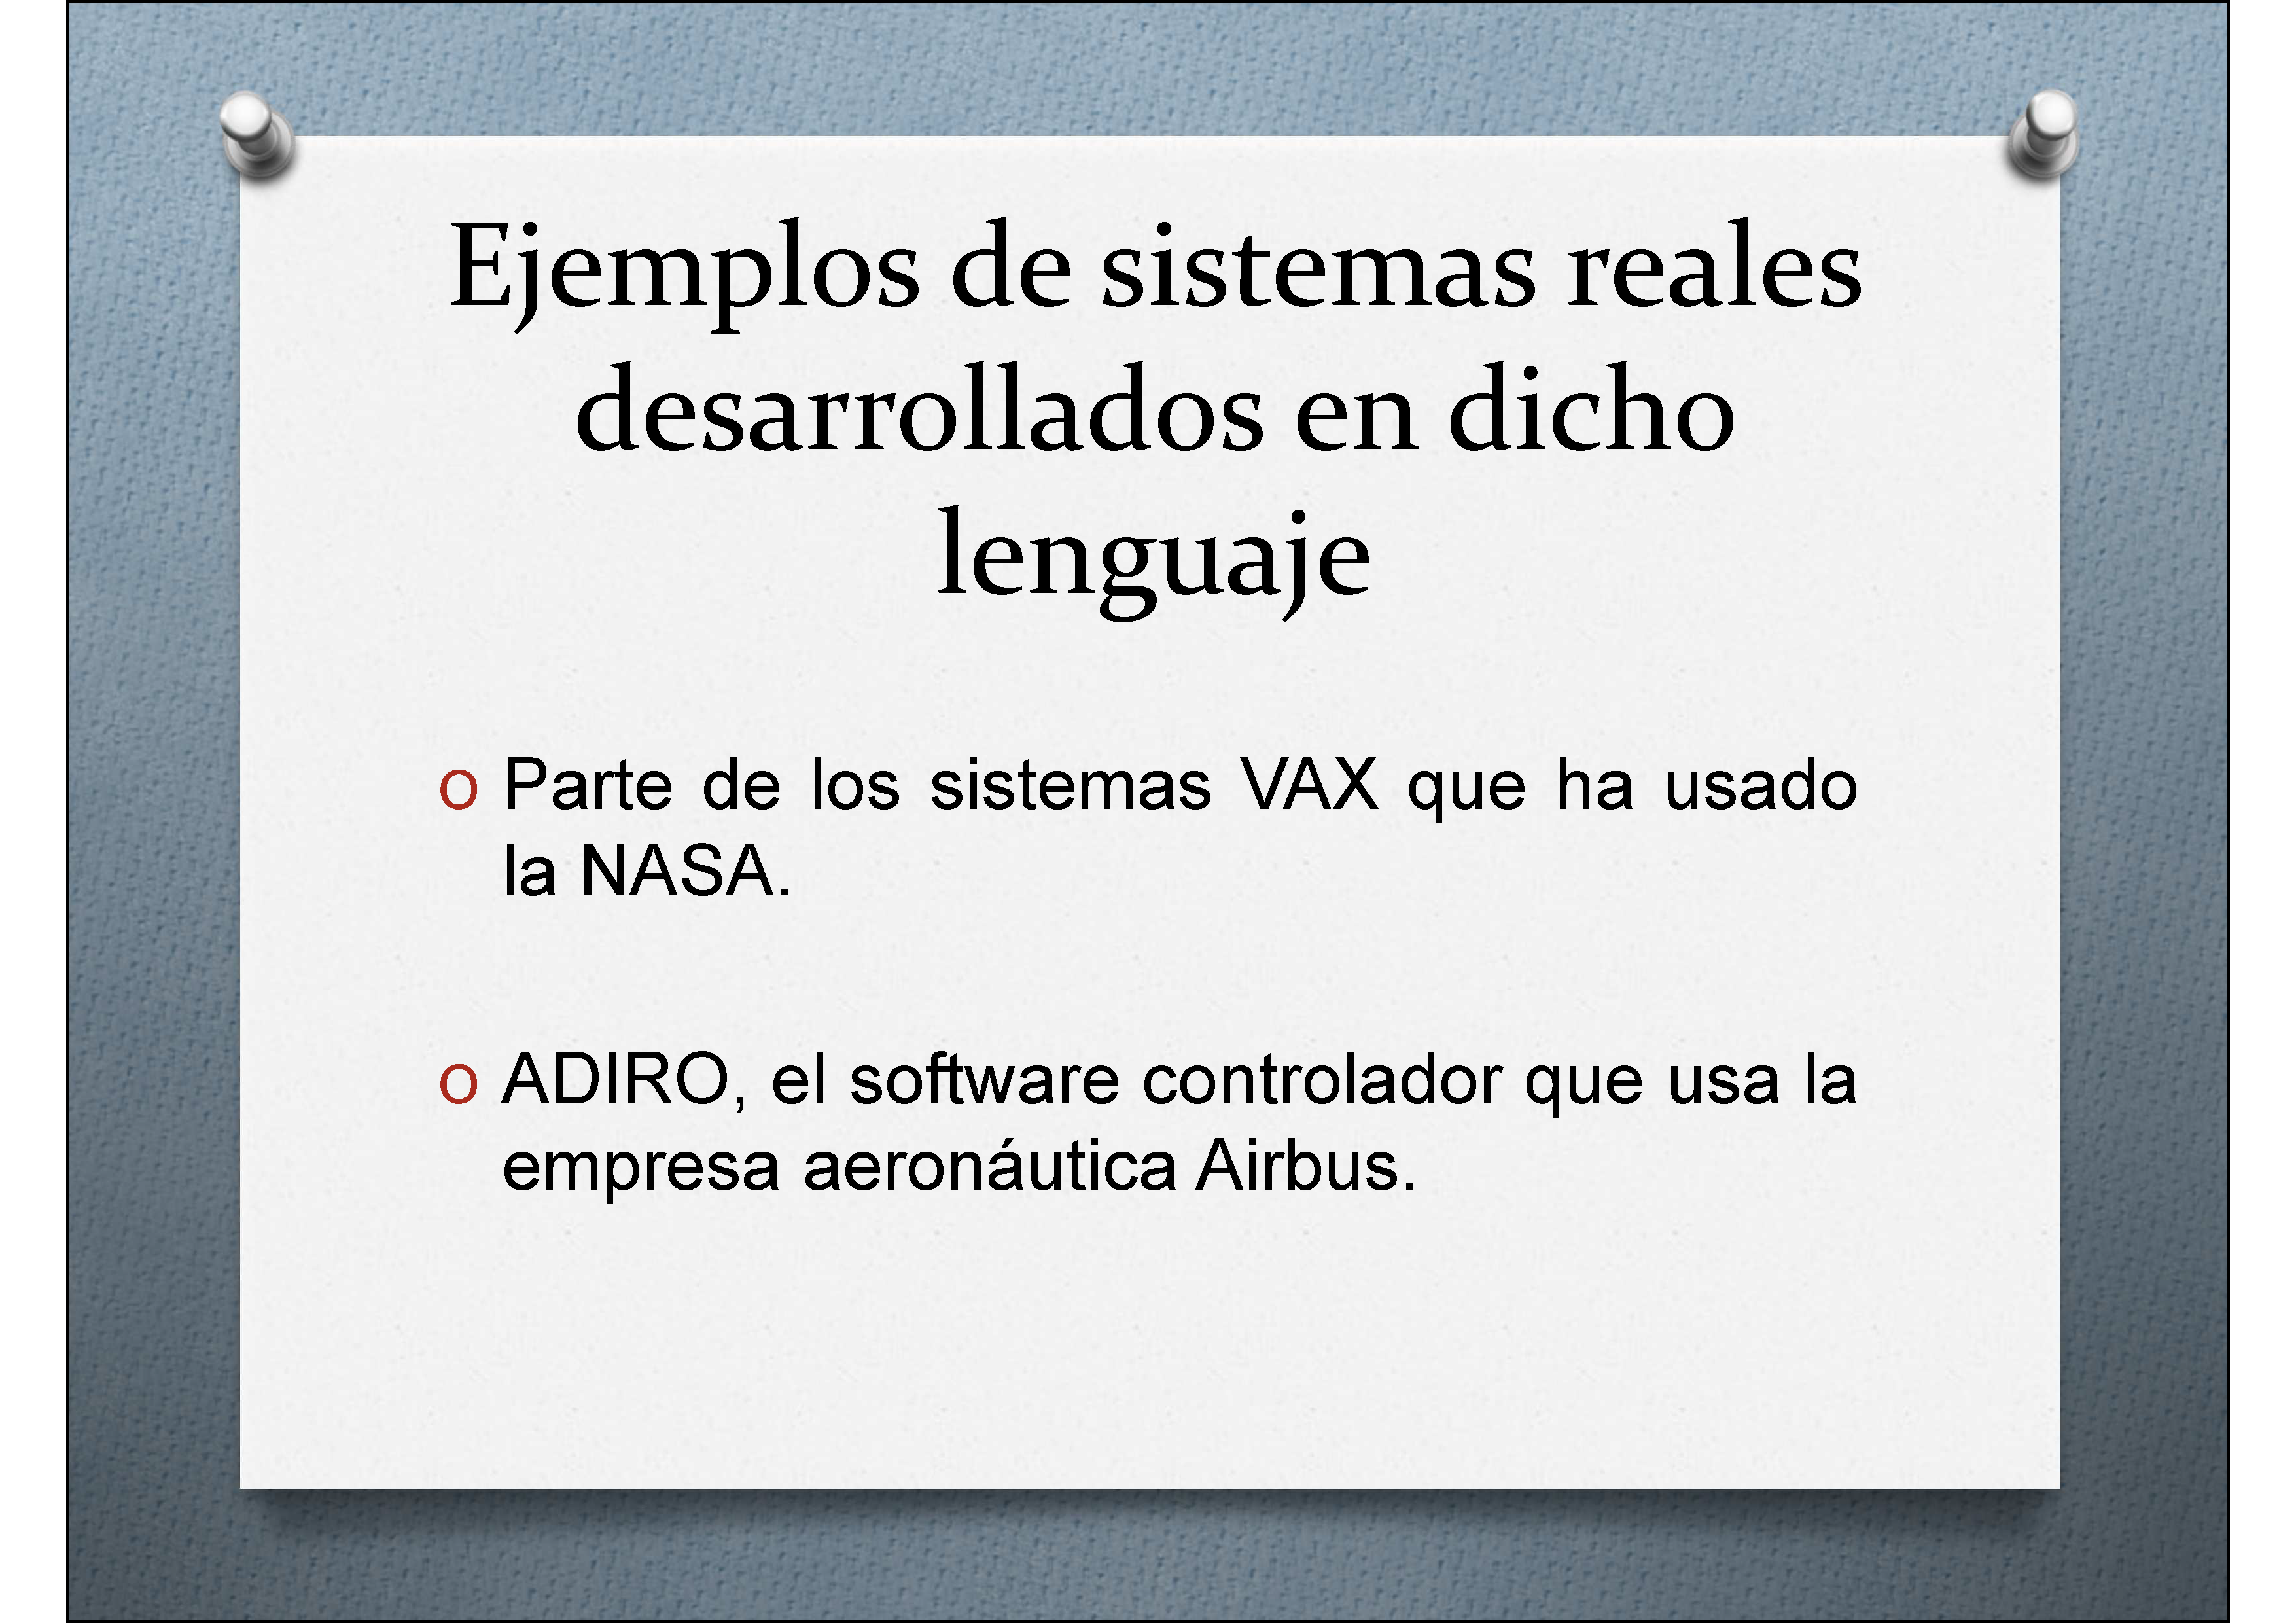 Ejemplos de sistemas reales
desarrollados en dicho
lenguaje
o Parte de los sistemas VAX que ha usado
la NASA.
o ADIRO, el software controlador que usa la
empresa aeronáutica Airbus.